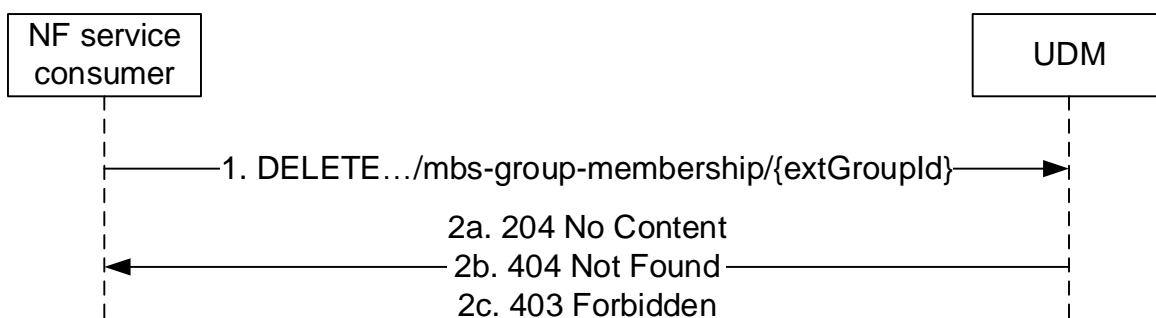 NF service
consumer
UDM
1. DELETE…/mbs-group-membership/{extGroupId}
2a. 204 No Content
2b. 404 Not Found
2c. 403 Forbidden